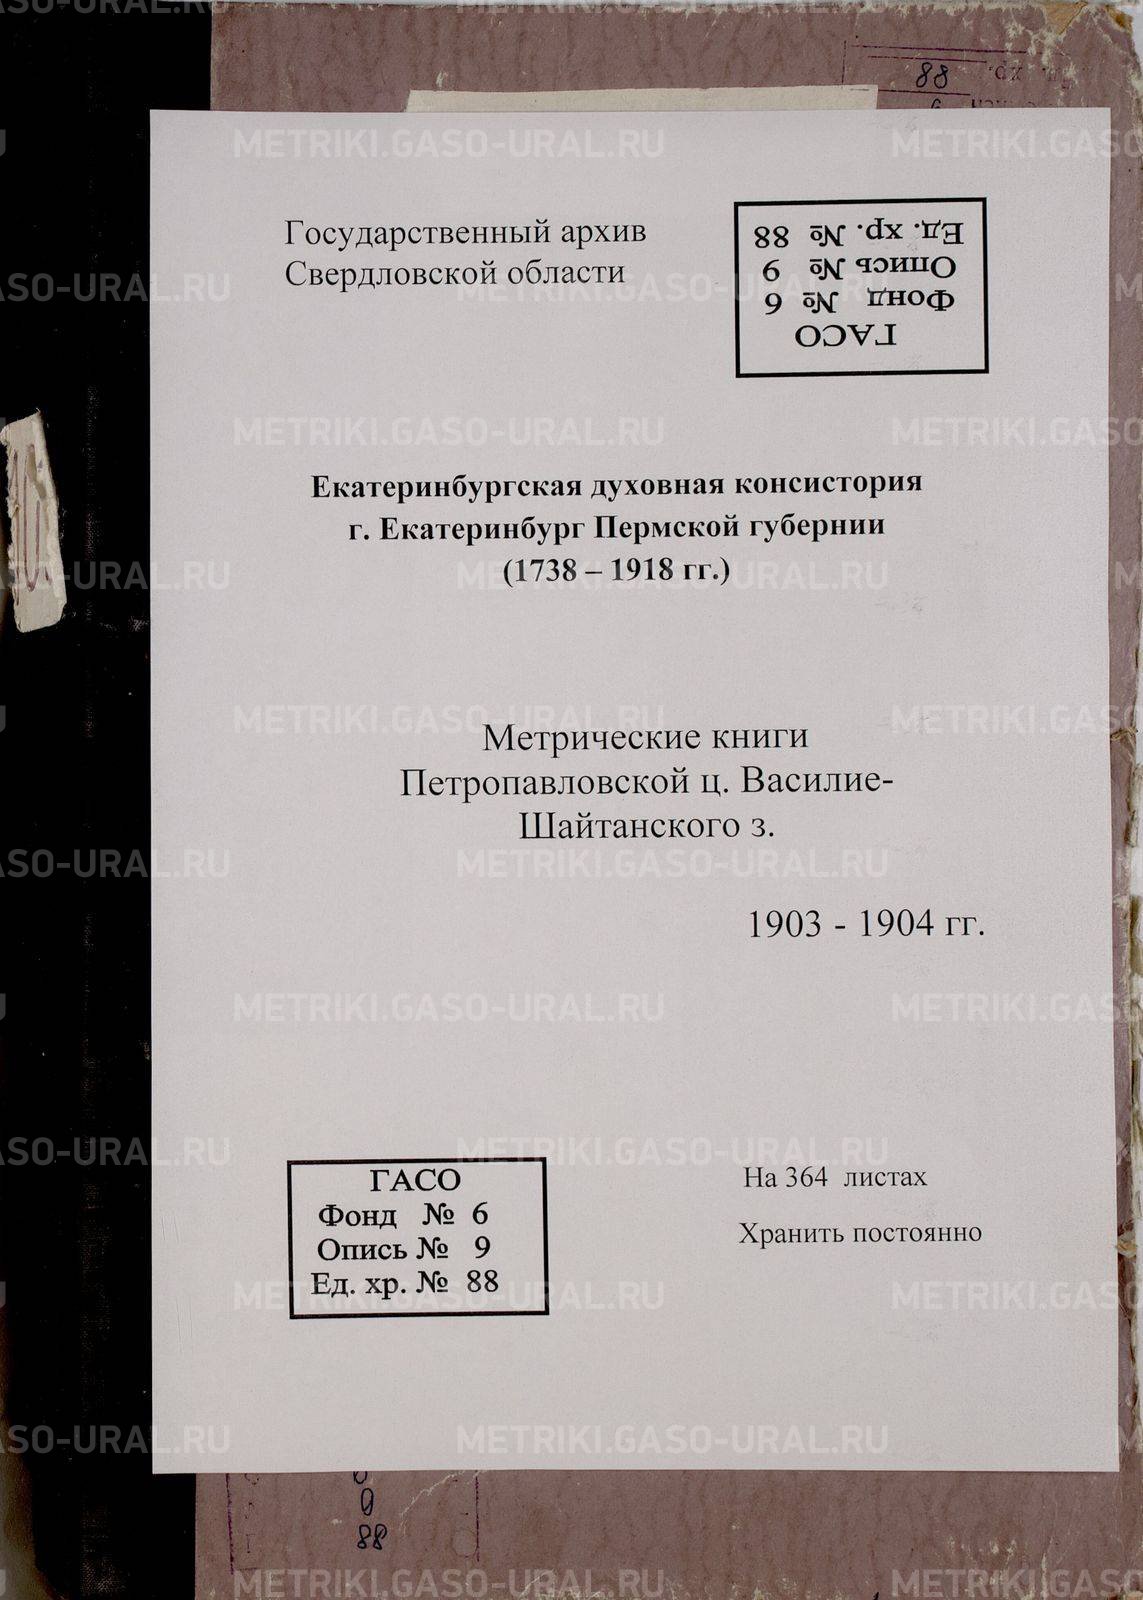 88
Государственный архив
Свердловской области
ГАСО
Фонд № 6
Опись № 9
Ед. хр. № 88
Екатеринбургская духовная консистория
г. Екатеринбург Пермской губернии
(1738 – 1918 гг.)
Метрические книги
Петропавловской ц. Василие-
Шайтанского з.
1903 - 1904 гг.
ГАСО
Фонд № 6
Опись № 9
Ед. хр. № 88
На 364 листах
Хранить постоянно
88
METRIKI.GASO-URAL.RU